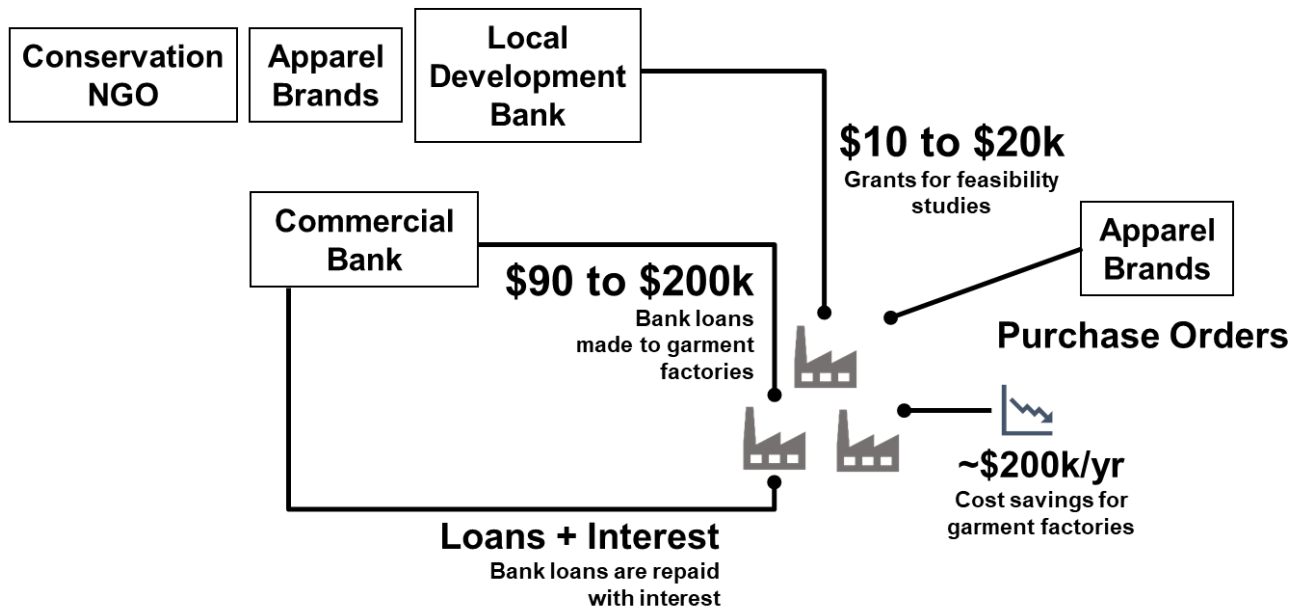 Conservation
NGO
Apparel
Brands
Local
Development
Bank
$10 to $20k
Grants for feasibility
studies
Commercial
Bank
$90 to $200k
Bank loans
made to garment
factories
Apparel
Brands
Purchase Orders
~$200k/yr
Cost savings for
garment factories
Loans + Interest
Bank loans are repaid
with interest